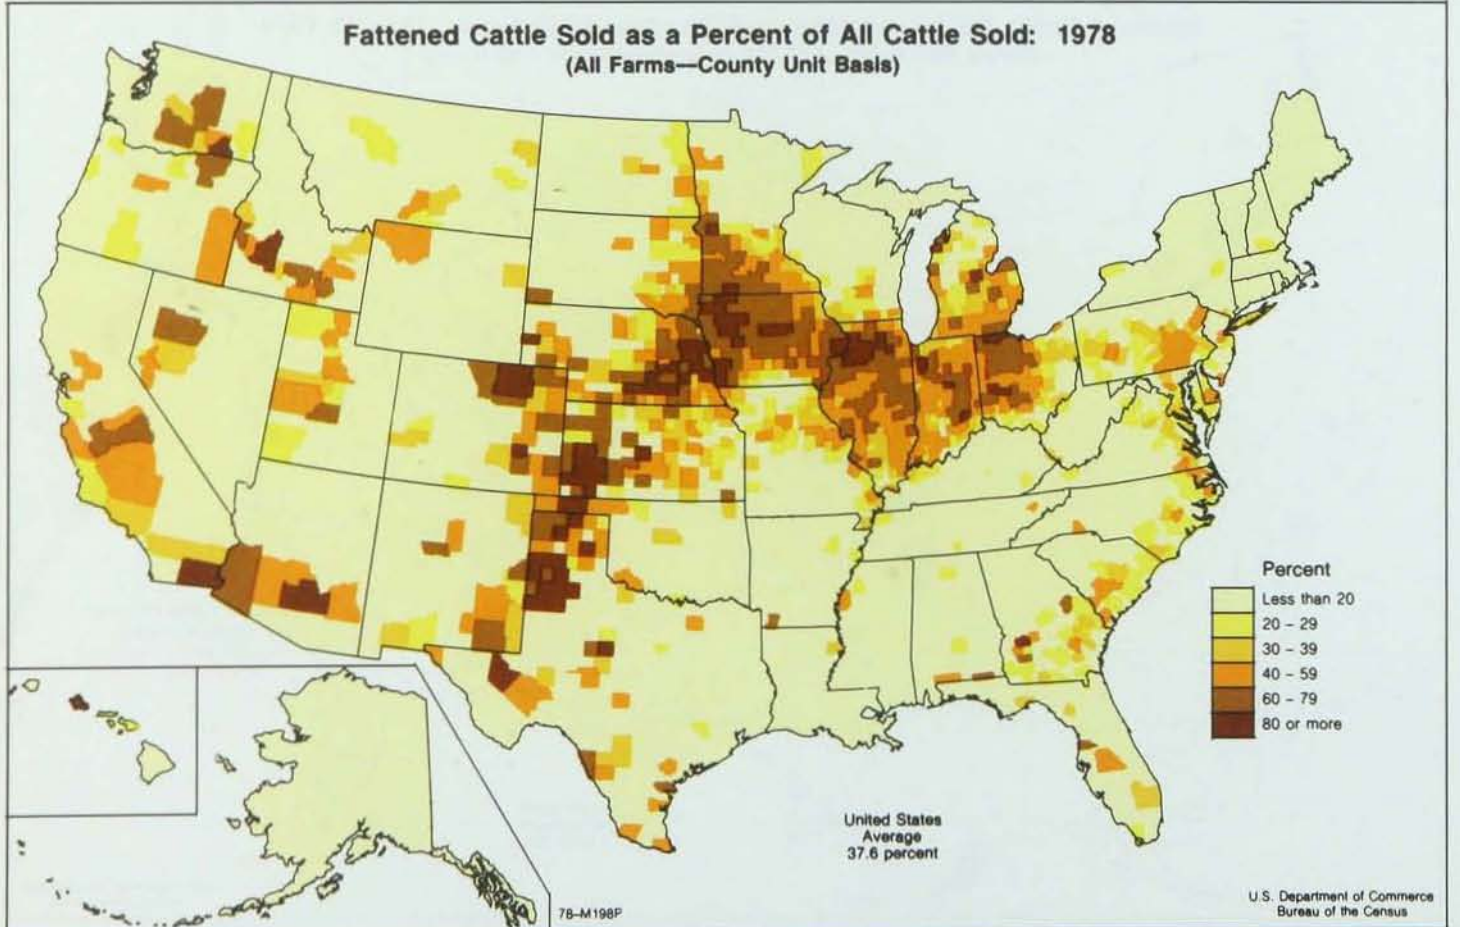 Fattened Cattle Sold as a Percent of All Cattle Sold: 1978
(All Farms—County Unit Basis)
Percent
Less than 20
20 – 29
30 – 39
40 – 59
60 – 79
80 or more
United States
Average
37.6 percent
78–M198P
U.S. Department of Commerce
Bureau of the Census